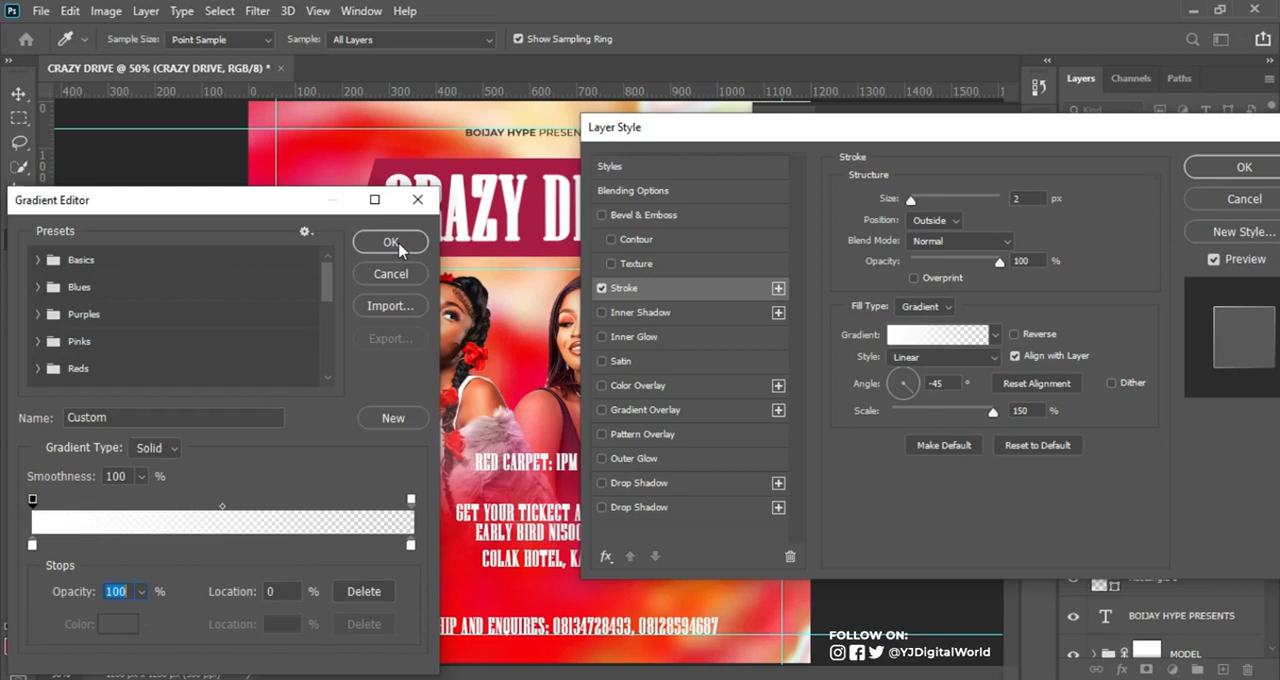 Ps File Edit Image Layer Type Select Filter 3D View Window Help
Sample Size: Point Sample Sample: All Layers Show Sampling Ring
CRAZY DRIVE @ 50% (CRAZY DRIVE, RGB/8) *
Layers Channels Paths
400 300 200 100 0 100 200 300 400 500 600 700 800 900 1000 1100 1200 1300 1400 1500
BOIJAY HYPE PRESEN
Layer Style
Gradient Editor
Presets
Basics
Blues
Purples
Pinks
Reds
OK
Cancel
Import...
Export...
Name: Custom
New
Gradient Type: Solid
Smoothness: 100 %
Stops
Opacity: 100 % Location: 0 % Delete
Color: Location: % Delete
RAZY DI
RED CARPET: 1PM
GET YOUR TICKECT A
EARLY BIRD N150
COLAK HOTEL, KA
HIP AND ENQUIRES: 08134728493, 08128594687
Styles
Blending Options
Bevel & Emboss
Contour
Texture
Stroke
Inner Shadow
Inner Glow
Satin
Color Overlay
Gradient Overlay
Pattern Overlay
Outer Glow
Drop Shadow
Drop Shadow
fx
Stroke
Structure
Size: 2 px
Position: Outside
Blend Mode: Normal
Opacity: 100 %
Overprint
Fill Type: Gradient
Gradient: Reverse
Style: Linear Align with Layer
Angle: -45 ° Reset Alignment Dither
Scale: 150 %
Make Default Reset to Default
OK
Cancel
New Style...
Preview
T BOIJAY HYPE PRESENTS
MODEL
fx
FOLLOW ON:
@YJDigitalWorld